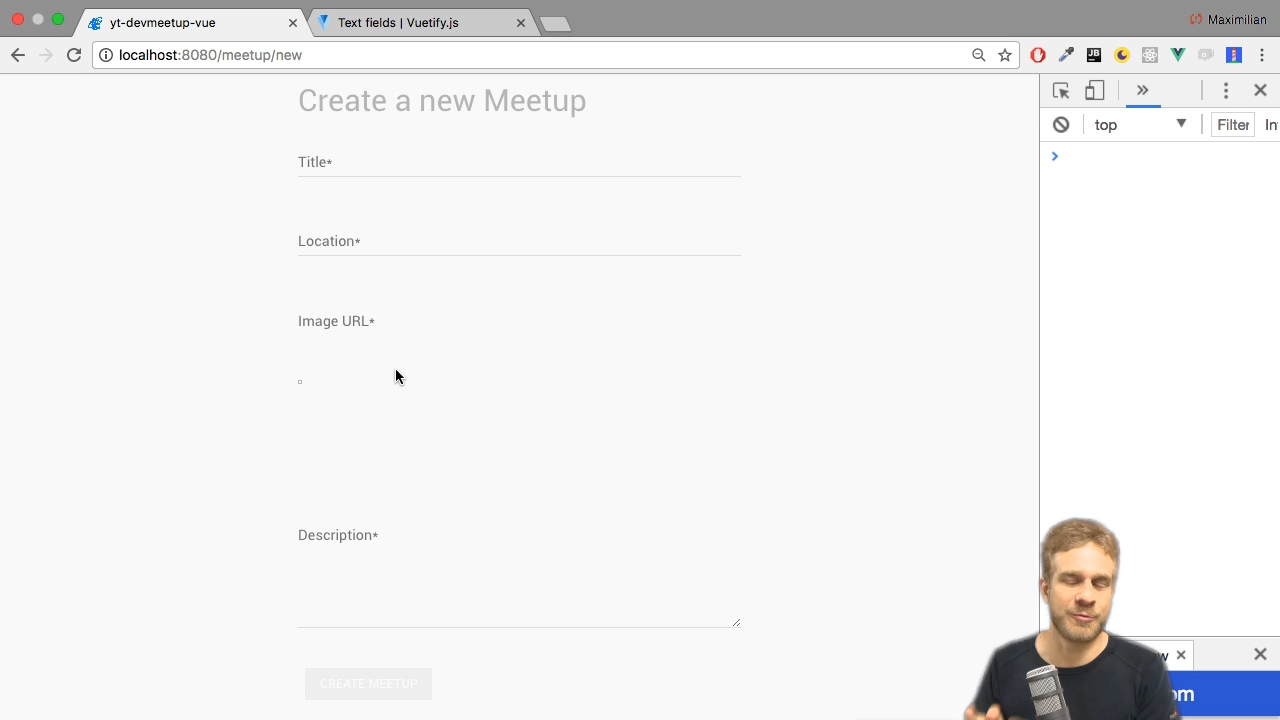 yt-devmeetup-vue
Text fields | Vuetify.js
Maximilian
localhost:8080/meetup/new
JB
Create a new Meetup
top
Filter
Title*
Location*
Image URL*
Description*
CREATE MEETUP